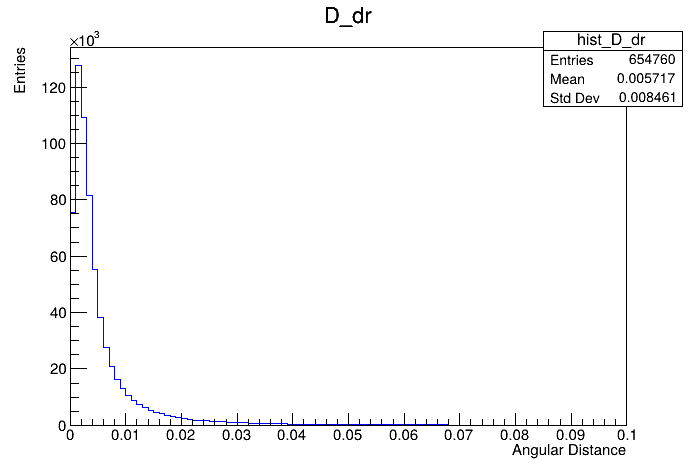 D_dr
×10³
hist_D_dr
Entries 654760
Mean 0.005717
Std Dev 0.008461
Entries
120
100
80
60
40
20
0
0 0.01 0.02 0.03 0.04 0.05 0.06 0.07 0.08 0.09 0.1
Angular Distance